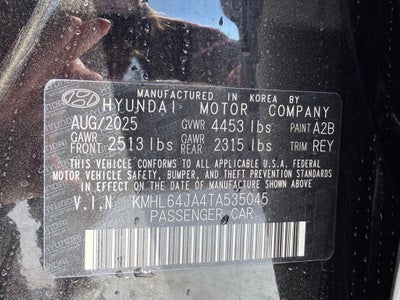 MANUFACTURED IN KOREA BY
HYUNDAI MOTOR COMPANY
AUG/2025 GVWR 4453 lbs PAINT A2B
GAWR FRONT 2513 lbs GAWR REAR 2315 lbs TRIM REY
THIS VEHICLE CONFORMS TO ALL APPLICABLE U.S.A. FEDERAL
MOTOR VEHICLE SAFETY, BUMPER, AND THEFT PREVENTION STANDARDS
IN EFFECT ON THE DATE OF MANUFACTURE SHOWN ABOVE.
V.I.N KMHL64JA4TA535045
PASSENGER CAR